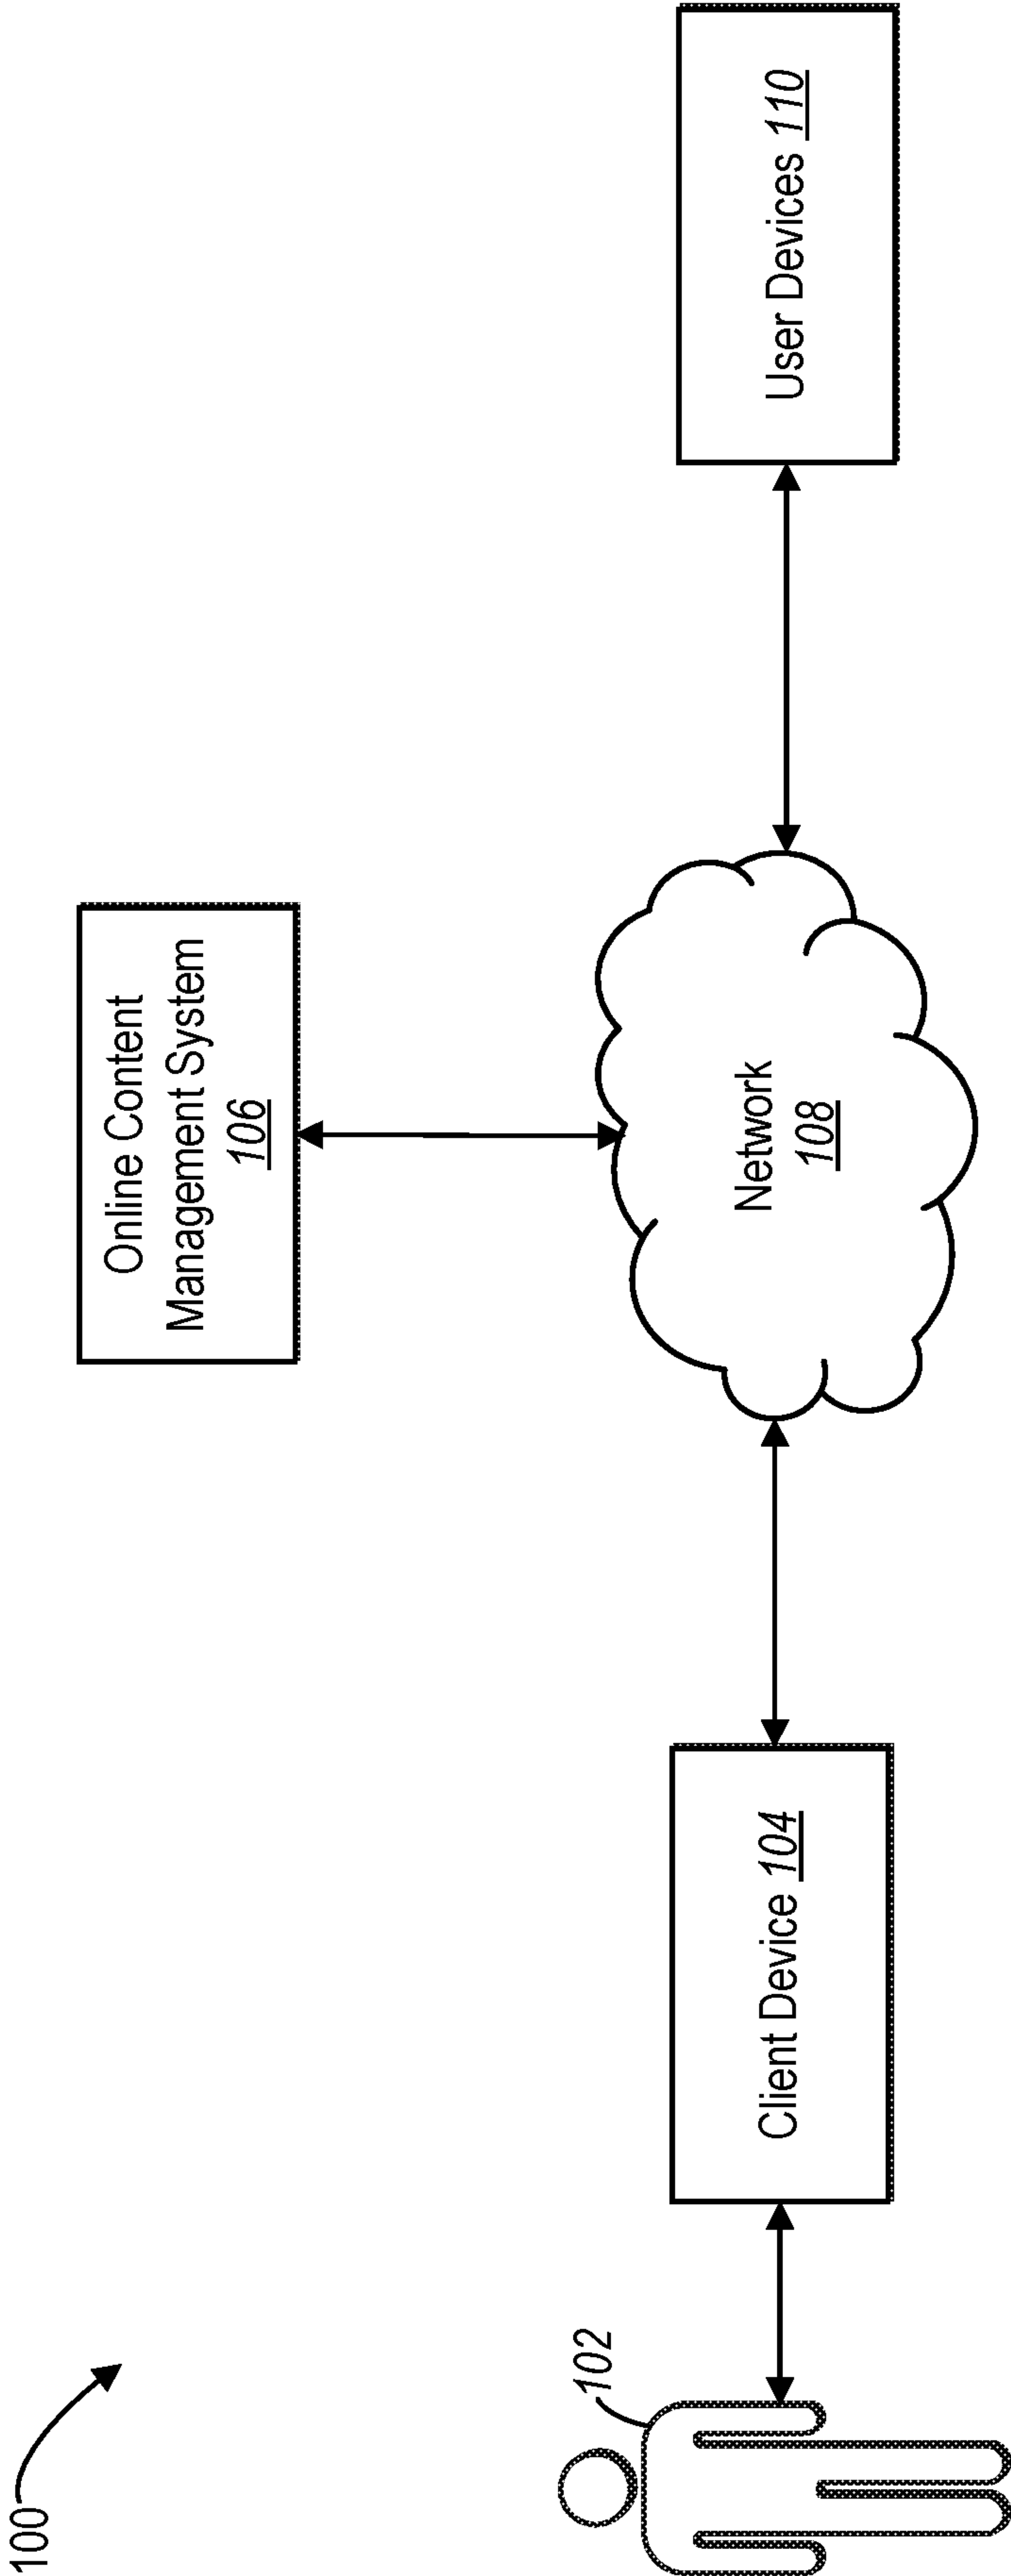 100
Online Content
Management System
106
102
Client Device 104
Network
108
User Devices 110